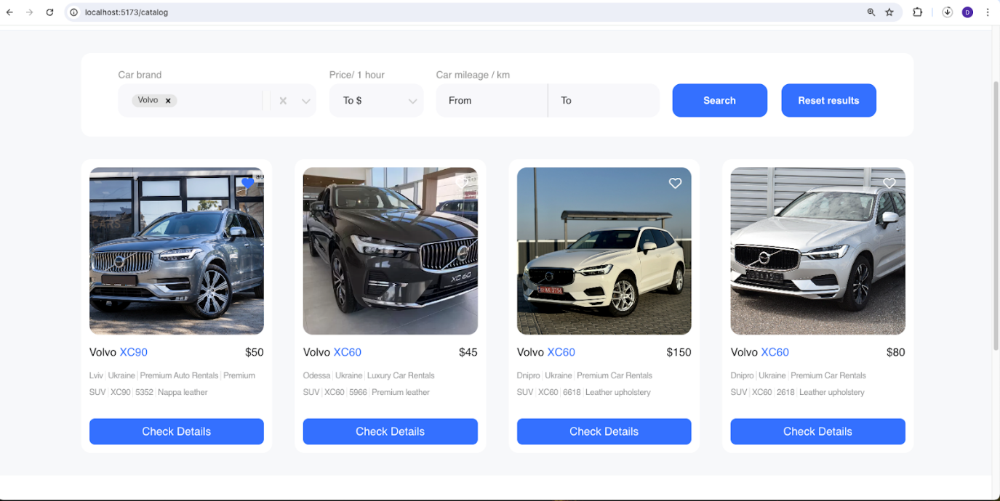 localhost:5173/catalog
D
Car brand
Price/ 1 hour
Car mileage / km
Volvo
To $
From
To
Search
Reset results
CARS
XC 60
Volvo XC90 $50
Lviv Ukraine Premium Auto Rentals Premium
SUV XC90 5352 Nappa leather
Check Details
Volvo XC60 $45
Odessa Ukraine Luxury Car Rentals
SUV XC60 5966 Premium leather
Check Details
Volvo XC60 $150
Dnipro Ukraine Premium Car Rentals
SUV XC60 6618 Leather upholstery
Check Details
Volvo XC60 $80
Dnipro Ukraine Premium Car Rentals
SUV XC60 2618 Leather upholstery
Check Details